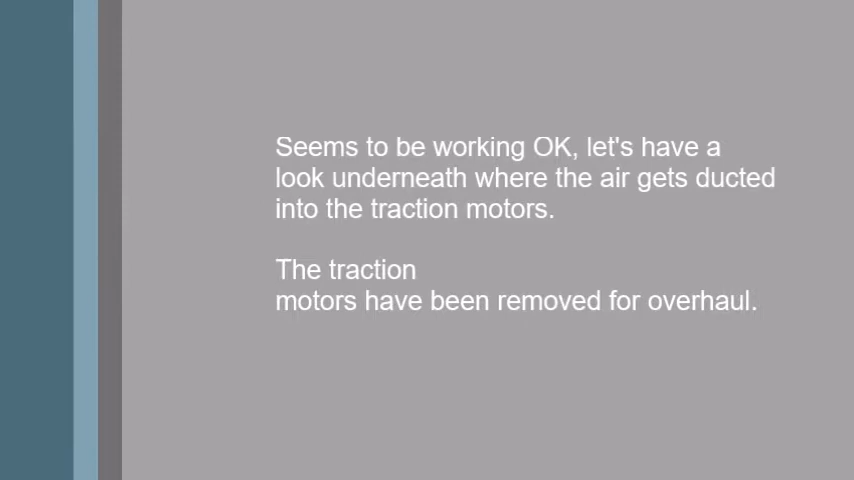 Seems to be working OK, let's have a
look underneath where the air gets ducted
into the traction motors.
The traction
motors have been removed for overhaul.